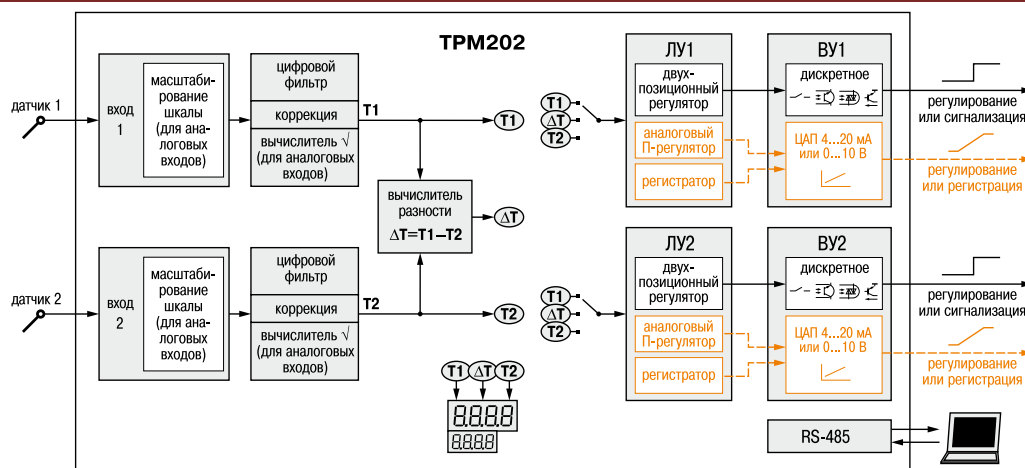 ТРМ202
датчик 1
вход
1
масштаби-
рование
шкалы
(для ана-
логовых
входов)
цифровой
фильтр
коррекция
вычислитель √
(для аналоговых
входов)
T1
T1
вычислитель
разности
ΔT=T1–T2
ΔT
T1
ΔT
T2
ЛУ1
двух-
позиционный
регулятор
аналоговый
П-регулятор
регистратор
ВУ1
дискретное
ЦАП 4...20 мА
или 0...10 В
регулирование
или сигнализация
регулирование
или регистрация
датчик 2
вход
2
масштаби-
рование
шкалы
(для ана-
логовых
входов)
цифровой
фильтр
коррекция
вычислитель √
(для аналоговых
входов)
T2
T2
T1
ΔT
T2
ЛУ2
двух-
позиционный
регулятор
аналоговый
П-регулятор
регистратор
ВУ2
дискретное
ЦАП 4...20 мА
или 0...10 В
регулирование
или сигнализация
регулирование
или регистрация
T1 ΔT T2
8.8.8.8
8.8.8.8
RS-485